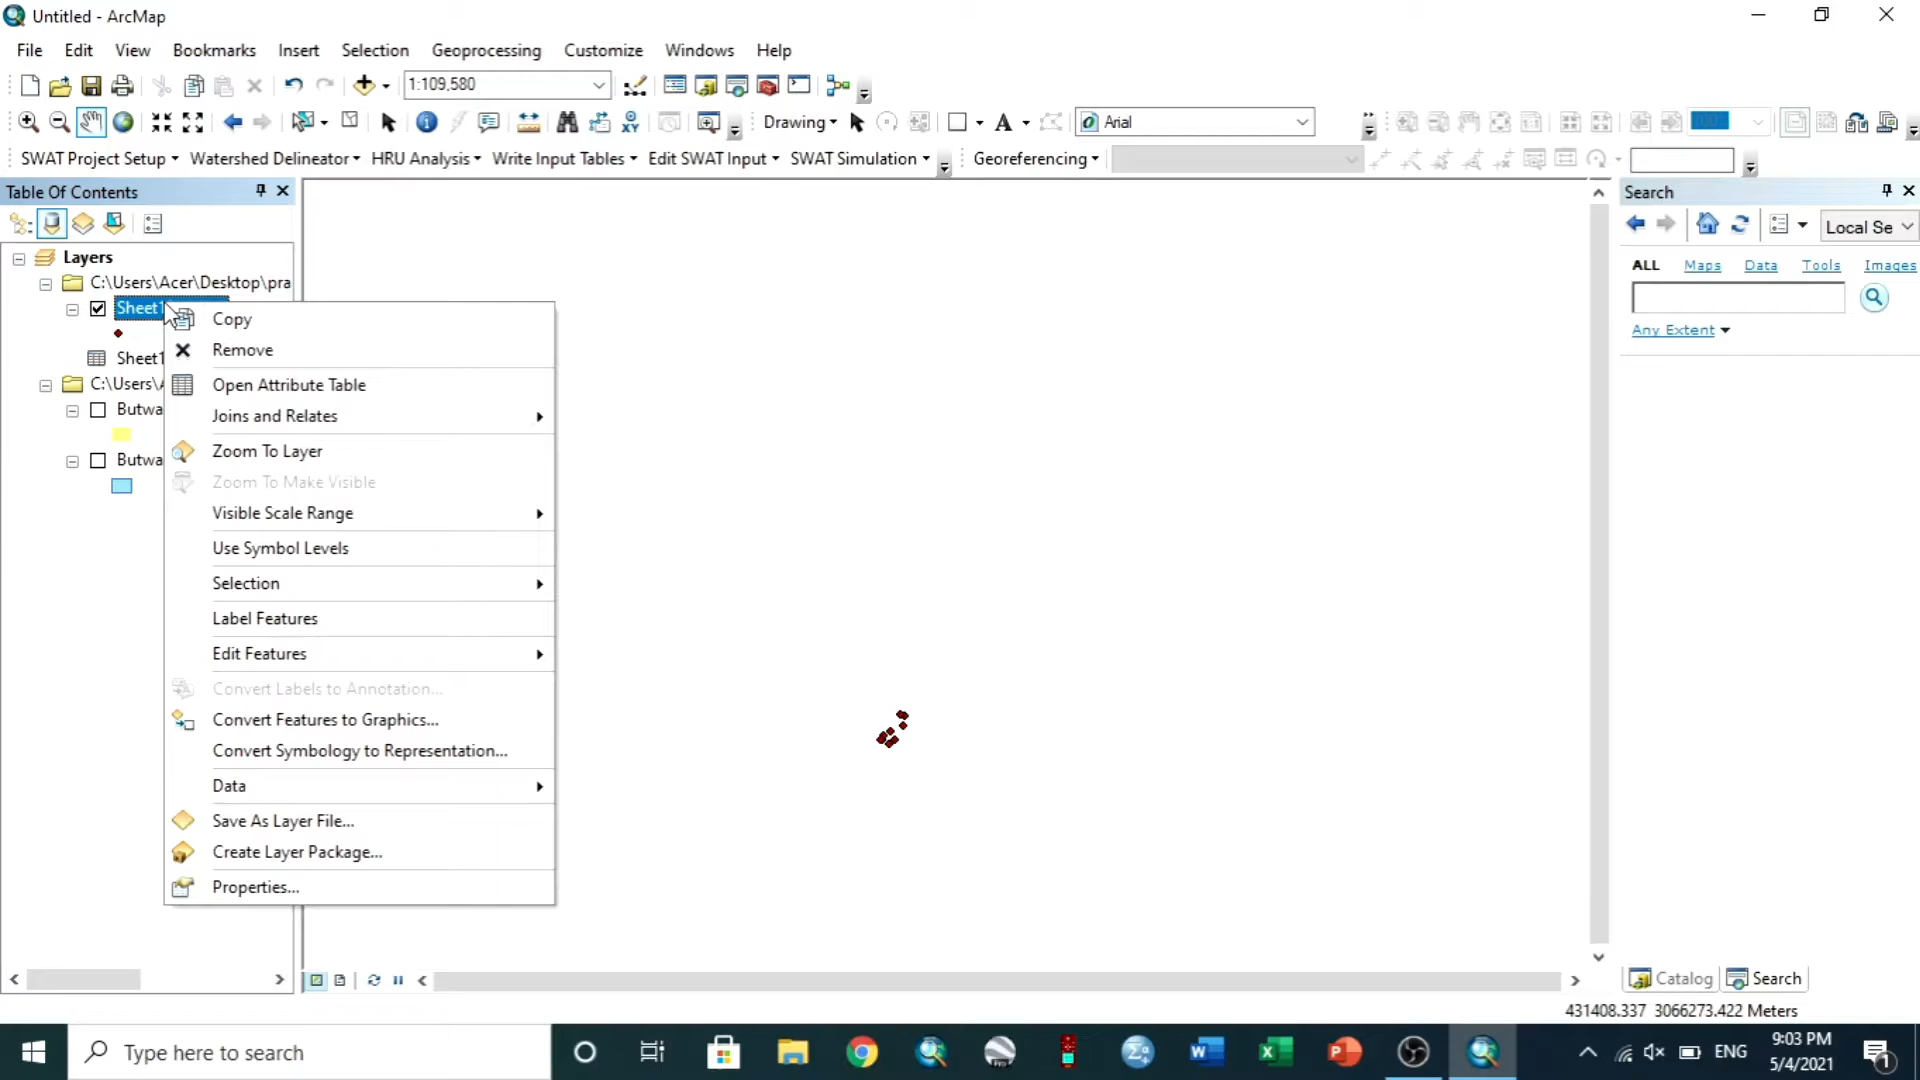 Untitled - ArcMap
File Edit View Bookmarks Insert Selection Geoprocessing Customize Windows Help
1:109,580
Drawing Arial
SWAT Project Setup Watershed Delineator HRU Analysis Write Input Tables Edit SWAT Input SWAT Simulation Georeferencing
Table Of Contents
Search
Local Se
Layers
ALL Maps Data Tools Images
C:\Users\Acer\Desktop\pra
Sheet1
Any Extent
Copy
Remove
Sheet1
C:\Users\A
Open Attribute Table
Butwa
Joins and Relates
Zoom To Layer
Butwa
Zoom To Make Visible
Visible Scale Range
Use Symbol Levels
Selection
Label Features
Edit Features
Convert Labels to Annotation...
Convert Features to Graphics...
Convert Symbology to Representation...
Data
Save As Layer File...
Create Layer Package...
Properties...
Catalog Search
431408.337 3066273.422 Meters
Type here to search
ENG
9:03 PM
5/4/2021
1